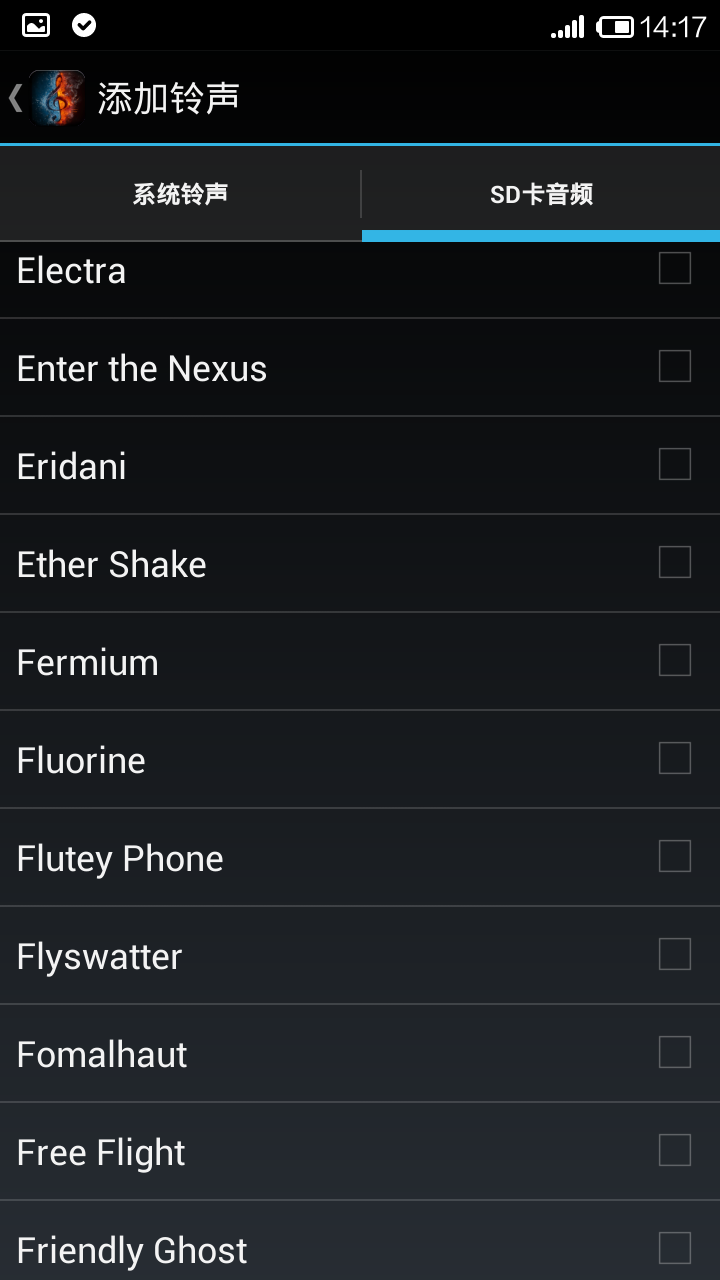 14:17
添加铃声
系统铃声
SD卡音频
Electra
Enter the Nexus
Eridani
Ether Shake
Fermium
Fluorine
Flutey Phone
Flyswatter
Fomalhaut
Free Flight
Friendly Ghost